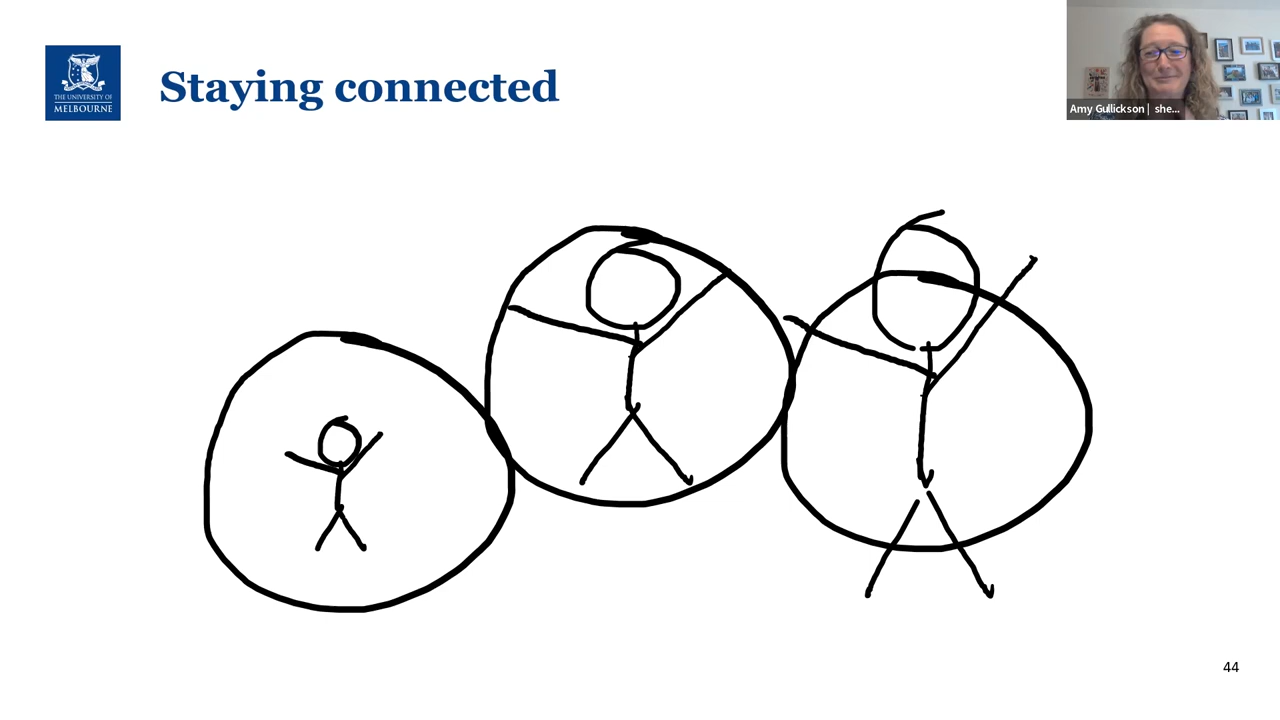 THE UNIVERSITY OF
MELBOURNE
Staying connected
Amy Gullickson | she...
44